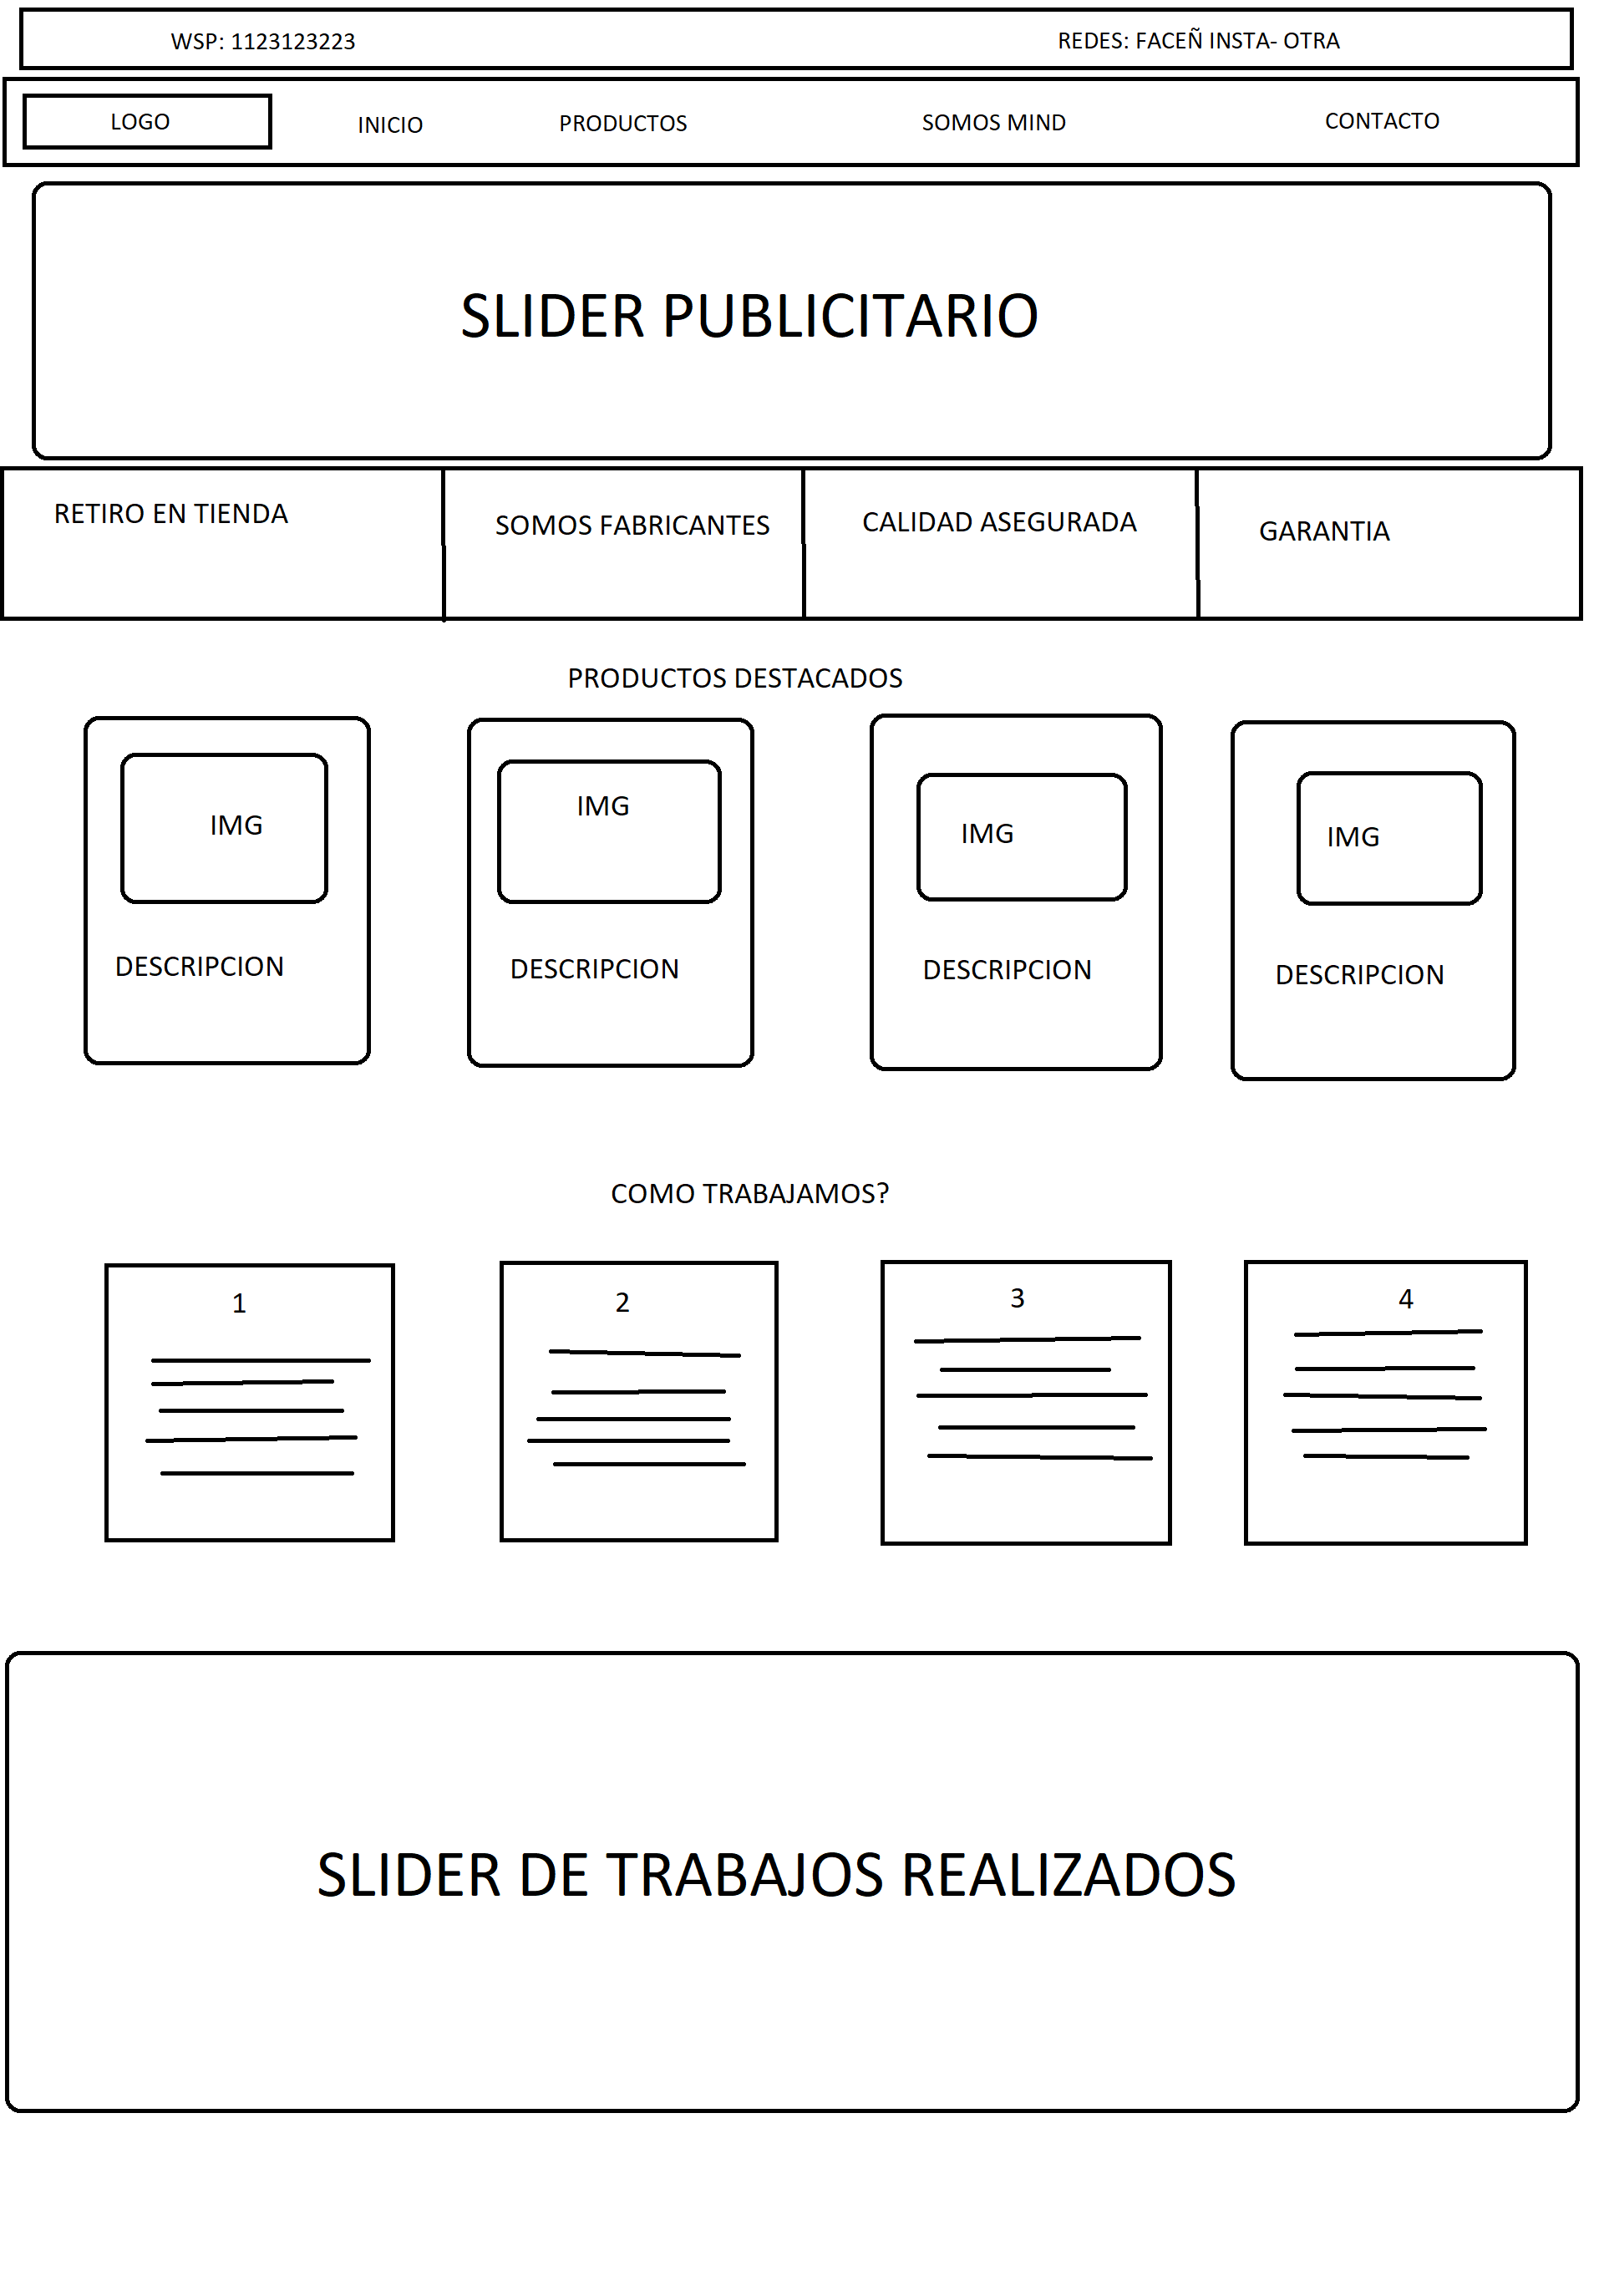 WSP: 1123123223
REDES: FACEÑ INSTA- OTRA
LOGO
INICIO
PRODUCTOS
SOMOS MIND
CONTACTO
SLIDER PUBLICITARIO
RETIRO EN TIENDA
SOMOS FABRICANTES
CALIDAD ASEGURADA
GARANTIA
PRODUCTOS DESTACADOS
IMG
IMG
IMG
IMG
DESCRIPCION
DESCRIPCION
DESCRIPCION
DESCRIPCION
COMO TRABAJAMOS?
1
2
3
4
SLIDER DE TRABAJOS REALIZADOS